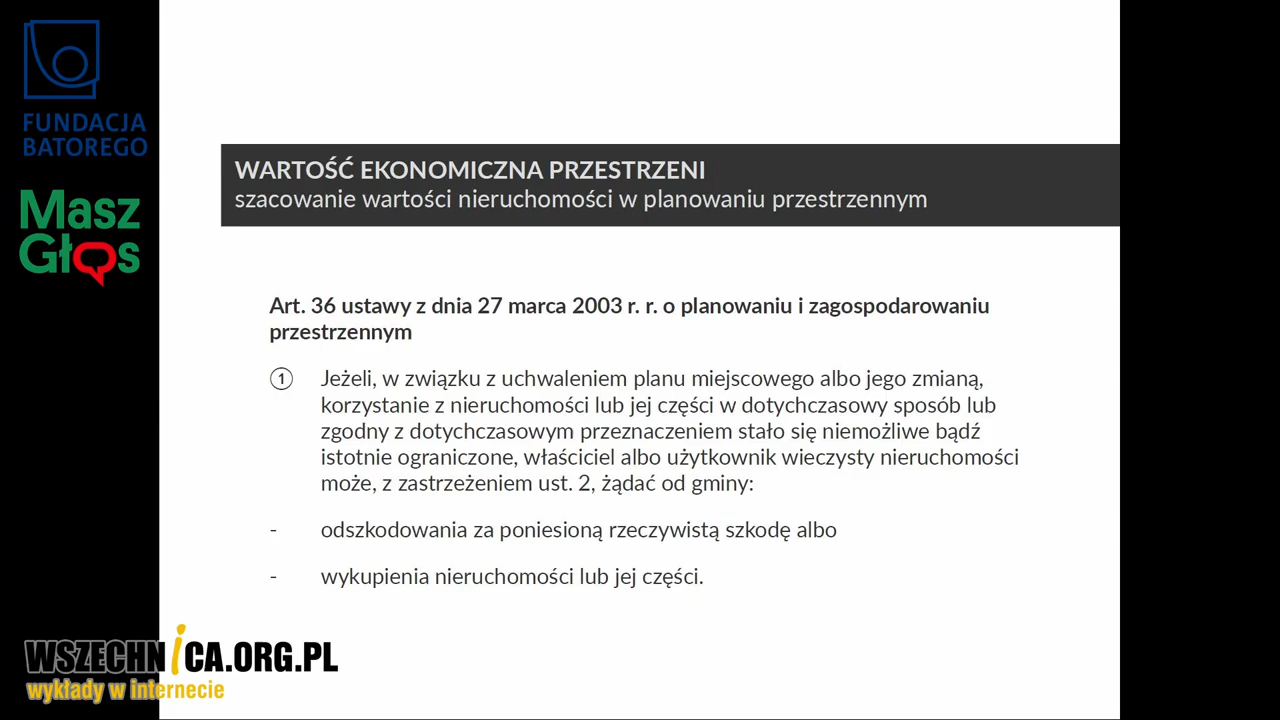 FUNDACJA
BATOREGO
Masz
Głos
WARTOŚĆ EKONOMICZNA PRZESTRZENI
szacowanie wartości nieruchomości w planowaniu przestrzennym
Art. 36 ustawy z dnia 27 marca 2003 r. r. o planowaniu i zagospodarowaniu
przestrzennym
① Jeżeli, w związku z uchwaleniem planu miejscowego albo jego zmianą,
korzystanie z nieruchomości lub jej części w dotychczasowy sposób lub
zgodny z dotychczasowym przeznaczeniem stało się niemożliwe bądź
istotnie ograniczone, właściciel albo użytkownik wieczysty nieruchomości
może, z zastrzeżeniem ust. 2, żądać od gminy:
- odszkodowania za poniesioną rzeczywistą szkodę albo
- wykupienia nieruchomości lub jej części.
WSZECHNiCA.ORG.PL
wykłady w internecie